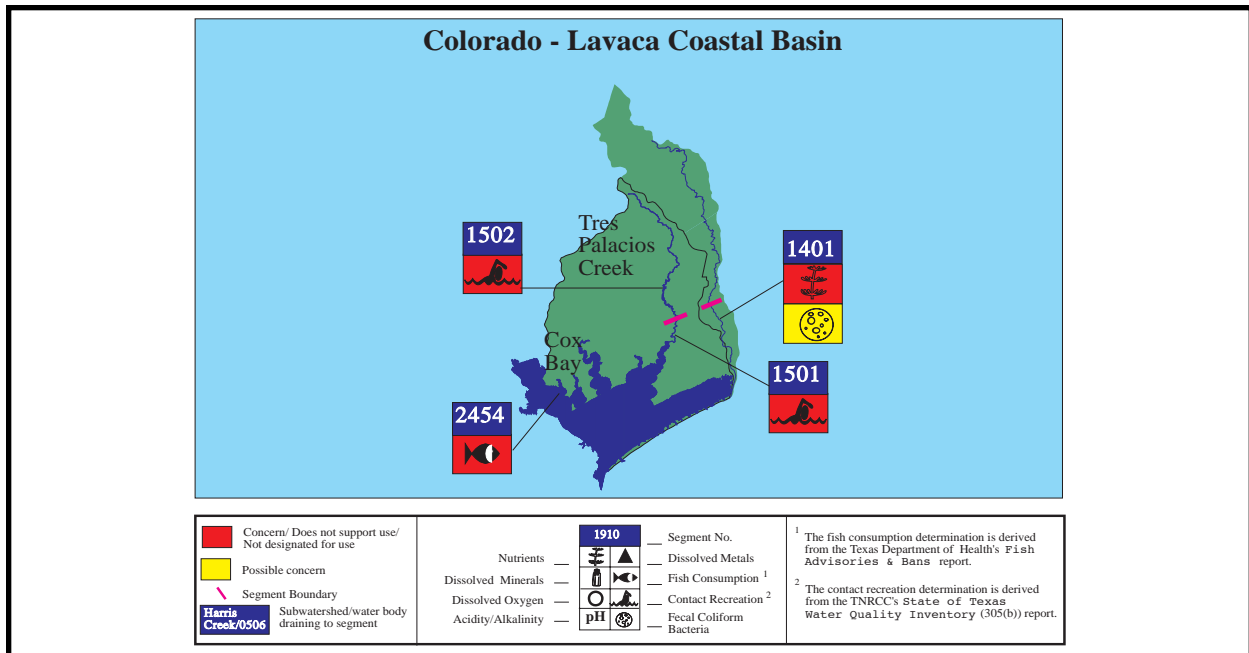 Colorado - Lavaca Coastal Basin
Tres
Palacios
Creek
1502
1401
Cox
Bay
1501
2454
Concern/ Does not support use/
Not designated for use
Possible concern
Segment Boundary
Harris
Creek/0506
Subwatershed/water body
draining to segment
1910
Segment No.
Nutrients
Dissolved Metals
Dissolved Minerals
Fish Consumption 1
Dissolved Oxygen
Contact Recreation 2
Acidity/Alkalinity
pH
Fecal Coliform
Bacteria
1 The fish consumption determination is derived
from the Texas Department of Health's Fish
Advisories & Bans report.
2 The contact recreation determination is derived
from the TNRCC's State of Texas
Water Quality Inventory (305(b)) report.